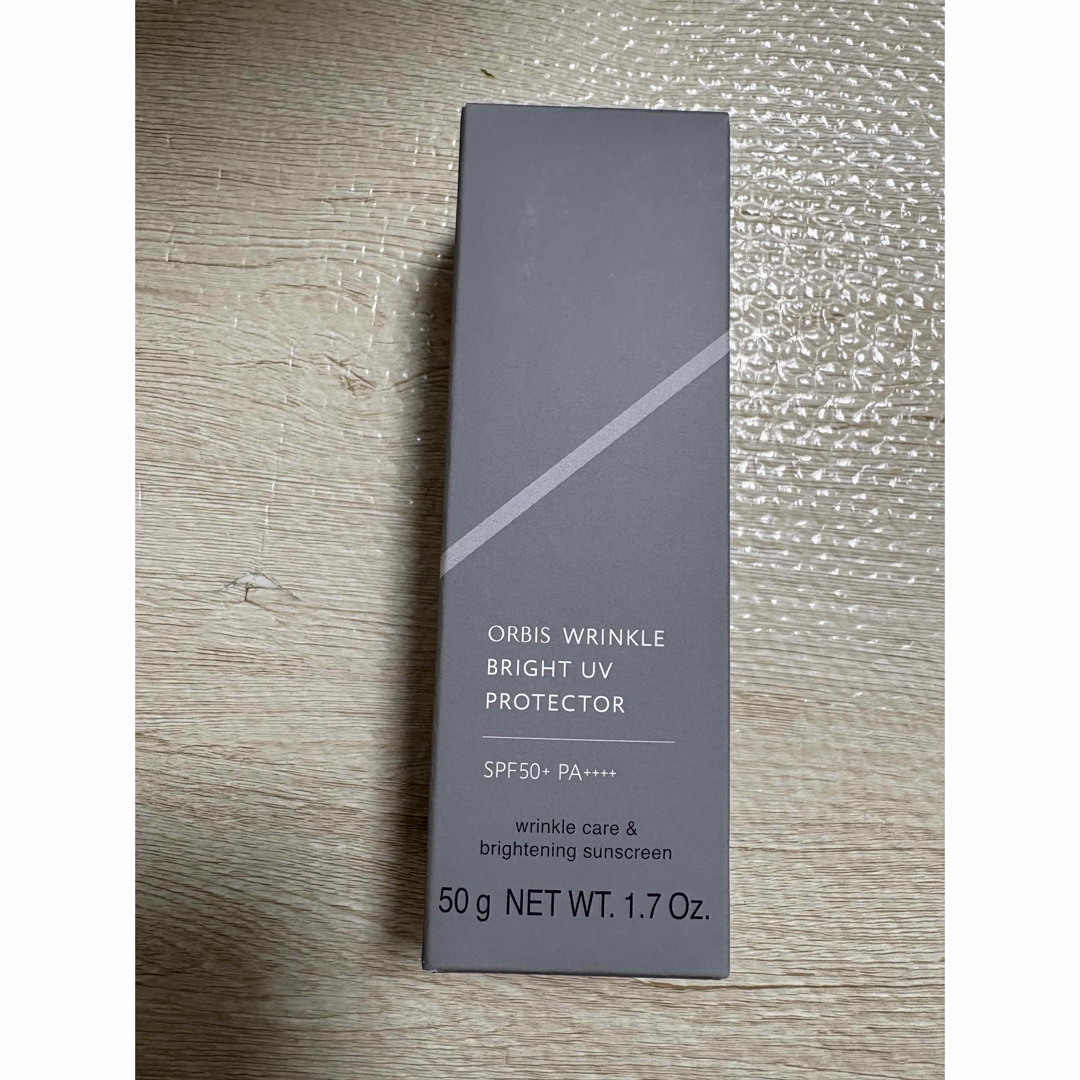 ORBIS WRINKLE
BRIGHT UV
PROTECTOR
SPF50+ PA++++
wrinkle care &
brightening sunscreen
50 g NET WT. 1.7 Oz.